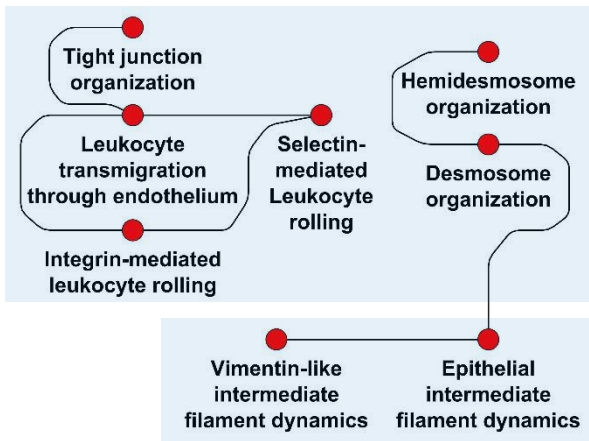 Tight junction
organization
Hemidesmosome
organization
Leukocyte
transmigration
through endothelium
Selectin-
mediated
Leukocyte
rolling
Desmosome
organization
Integrin-mediated
leukocyte rolling
Vimentin-like
intermediate
filament dynamics
Epithelial
intermediate
filament dynamics